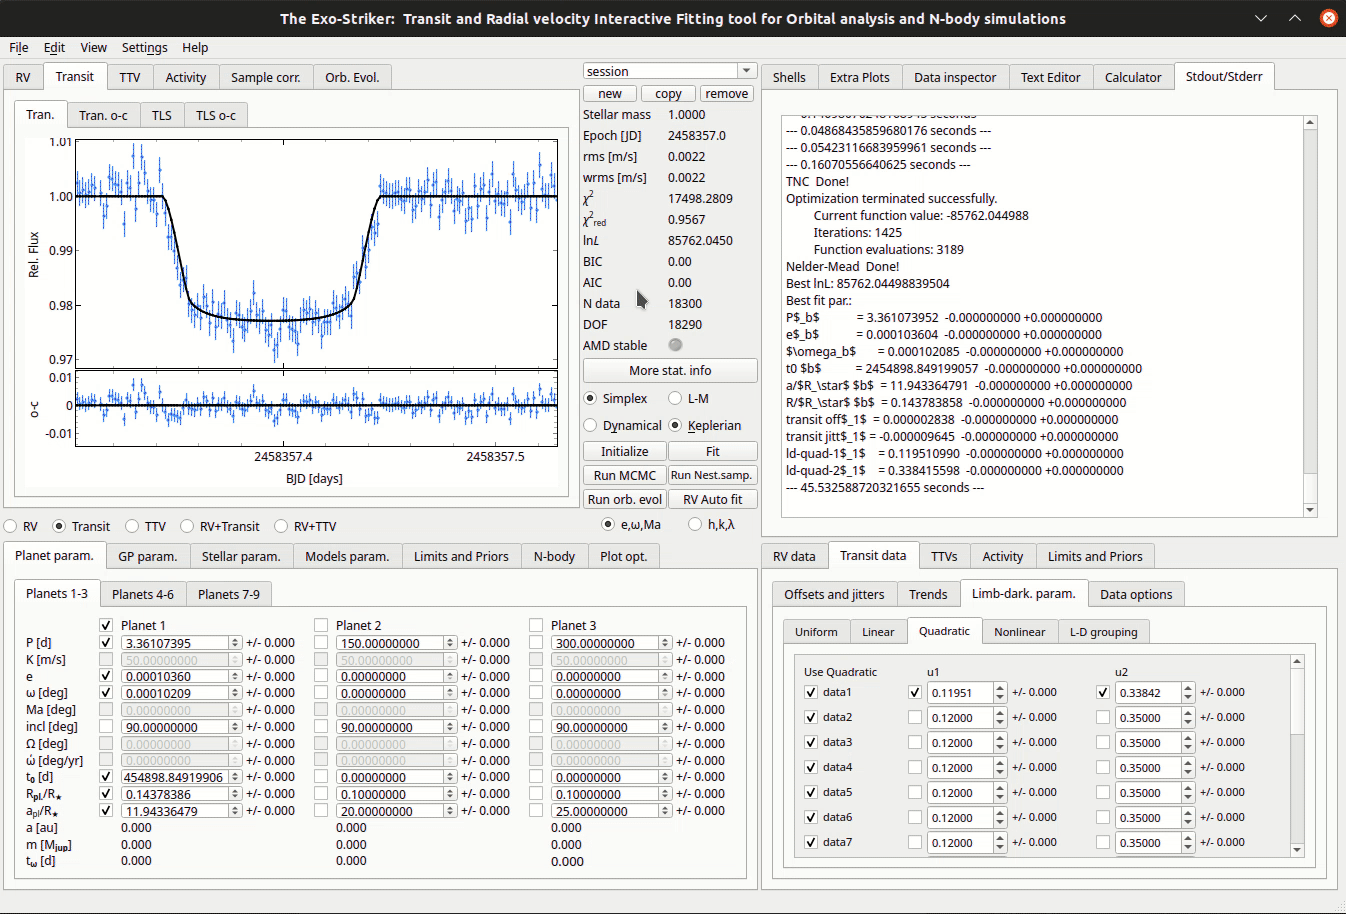 The Exo-Striker: Transit and Radial velocity Interactive Fitting tool for Orbital analysis and N-body simulations
File Edit View Settings Help
RV Transit TTV Activity Sample corr. Orb. Evol.
Tran. Tran. o-c TLS TLS o-c
1.01
1.00
0.99
0.98
0.97
Rel. Flux
0.01
0
-0.01
o-c
2458357.4 2458357.5
BJD [days]
session
new copy remove
Stellar mass 1.0000
Epoch [JD] 2458357.0
rms [m/s] 0.0022
wrms [m/s] 0.0022
χ² 17498.2809
χ²red 0.9567
lnL 85762.0450
BIC 0.00
AIC 0.00
N data 18300
DOF 18290
AMD stable
More stat. info
Simplex L-M
Dynamical Keplerian
Initialize Fit
Run MCMC Run Nest.samp.
Run orb. evol RV Auto fit
e,ω,Ma h,k,λ
Shells Extra Plots Data inspector Text Editor Calculator Stdout/Stderr
--- 0.04868435859680176 seconds ---
--- 0.05423116683959961 seconds ---
--- 0.16070556640625 seconds ---
TNC Done!
Optimization terminated successfully.
Current function value: -85762.044988
Iterations: 1425
Function evaluations: 3189
Nelder-Mead Done!
Best lnL: 85762.04498839504
Best fit par.:
P$_b$ = 3.361073952 -0.000000000 +0.000000000
e$_b$ = 0.000103604 -0.000000000 +0.000000000
$\omega_b$ = 0.000102085 -0.000000000 +0.000000000
t0 $b$ = 2454898.849199057 -0.000000000 +0.000000000
a/$R_\star$ $b$ = 11.943364791 -0.000000000 +0.000000000
R/$R_\star$ $b$ = 0.143783858 -0.000000000 +0.000000000
transit off$_1$ = 0.000002838 -0.000000000 +0.000000000
transit jitt$_1$ = -0.000009645 -0.000000000 +0.000000000
ld-quad-1$_1$ = 0.119510990 -0.000000000 +0.000000000
ld-quad-2$_1$ = 0.338415598 -0.000000000 +0.000000000
--- 45.532588720321655 seconds ---
RV Transit TTV RV+Transit RV+TTV
Planet param. GP param. Stellar param. Models param. Limits and Priors N-body Plot opt.
Planets 1-3 Planets 4-6 Planets 7-9
Planet 1 Planet 2 Planet 3
P [d] 3.36107395 +/- 0.000 150.00000000 +/- 0.000 300.00000000 +/- 0.000
K [m/s] 50.00000000 +/- 0.000 50.00000000 +/- 0.000 50.00000000 +/- 0.000
e 0.00010360 +/- 0.000 0.00000000 +/- 0.000 0.00000000 +/- 0.000
ω [deg] 0.00010209 +/- 0.000 0.00000000 +/- 0.000 0.00000000 +/- 0.000
Ma [deg] 0.00000000 +/- 0.000 0.00000000 +/- 0.000 0.00000000 +/- 0.000
incl [deg] 90.00000000 +/- 0.000 90.00000000 +/- 0.000 90.00000000 +/- 0.000
Ω [deg] 0.00000000 +/- 0.000 0.00000000 +/- 0.000 0.00000000 +/- 0.000
ώ [deg/yr] 0.00000000 +/- 0.000 0.00000000 +/- 0.000 0.00000000 +/- 0.000
t₀ [d] 454898.84919906 +/- 0.000 0.00000000 +/- 0.000 0.00000000 +/- 0.000
Rpl./R★ 0.14378386 +/- 0.000 0.10000000 +/- 0.000 0.10000000 +/- 0.000
apl/R★ 11.94336479 +/- 0.000 20.00000000 +/- 0.000 25.00000000 +/- 0.000
a [au] 0.000 0.000 0.000
m [Mjup] 0.000 0.000 0.000
tω [d] 0.000 0.000 0.000
RV data Transit data TTVs Activity Limits and Priors
Offsets and jitters Trends Limb-dark. param. Data options
Uniform Linear Quadratic Nonlinear L-D grouping
Use Quadratic u1 u2
data1 0.11951 +/- 0.000 0.33842 +/- 0.000
data2 0.12000 +/- 0.000 0.35000 +/- 0.000
data3 0.12000 +/- 0.000 0.35000 +/- 0.000
data4 0.12000 +/- 0.000 0.35000 +/- 0.000
data5 0.12000 +/- 0.000 0.35000 +/- 0.000
data6 0.12000 +/- 0.000 0.35000 +/- 0.000
data7 0.12000 +/- 0.000 0.35000 +/- 0.000